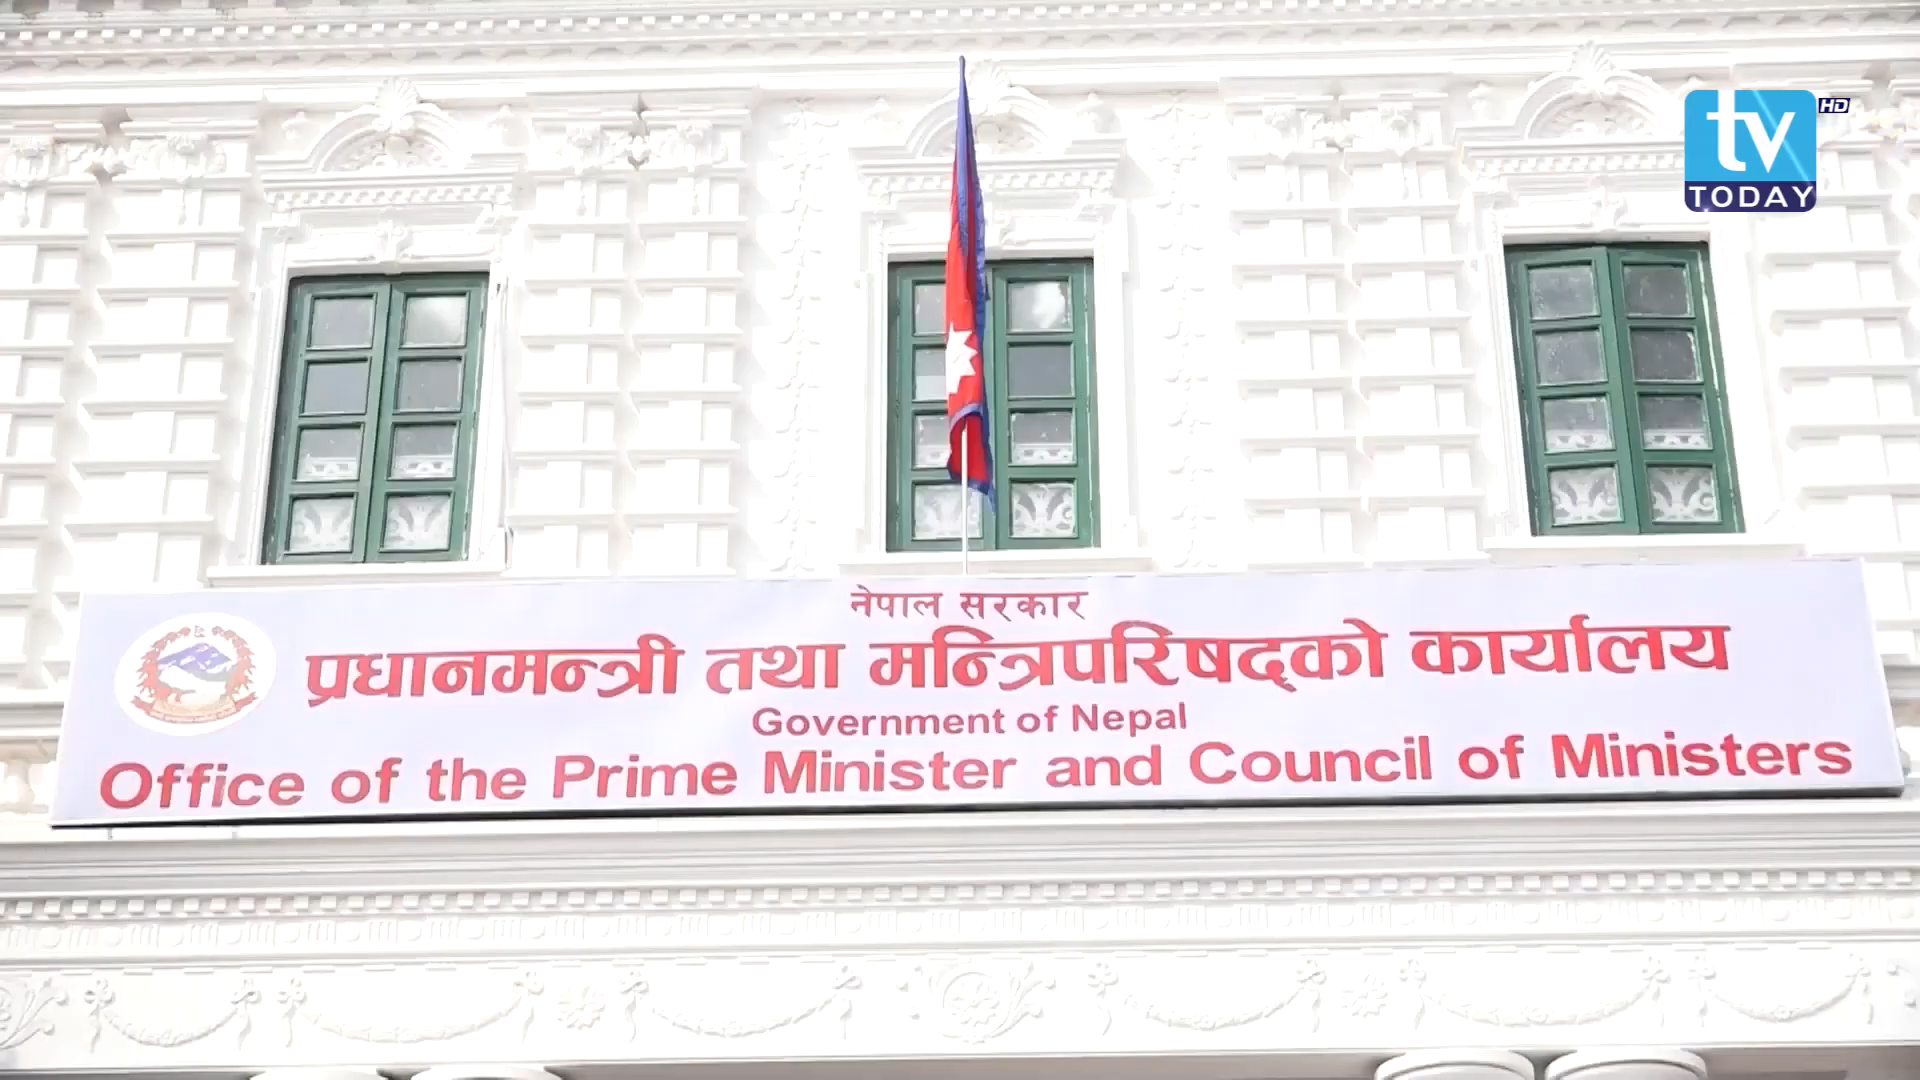 tv HD
TODAY
नेपाल सरकार
प्रधानमन्त्री तथा मन्त्रिपरिषद्को कार्यालय
Government of Nepal
Office of the Prime Minister and Council of Ministers